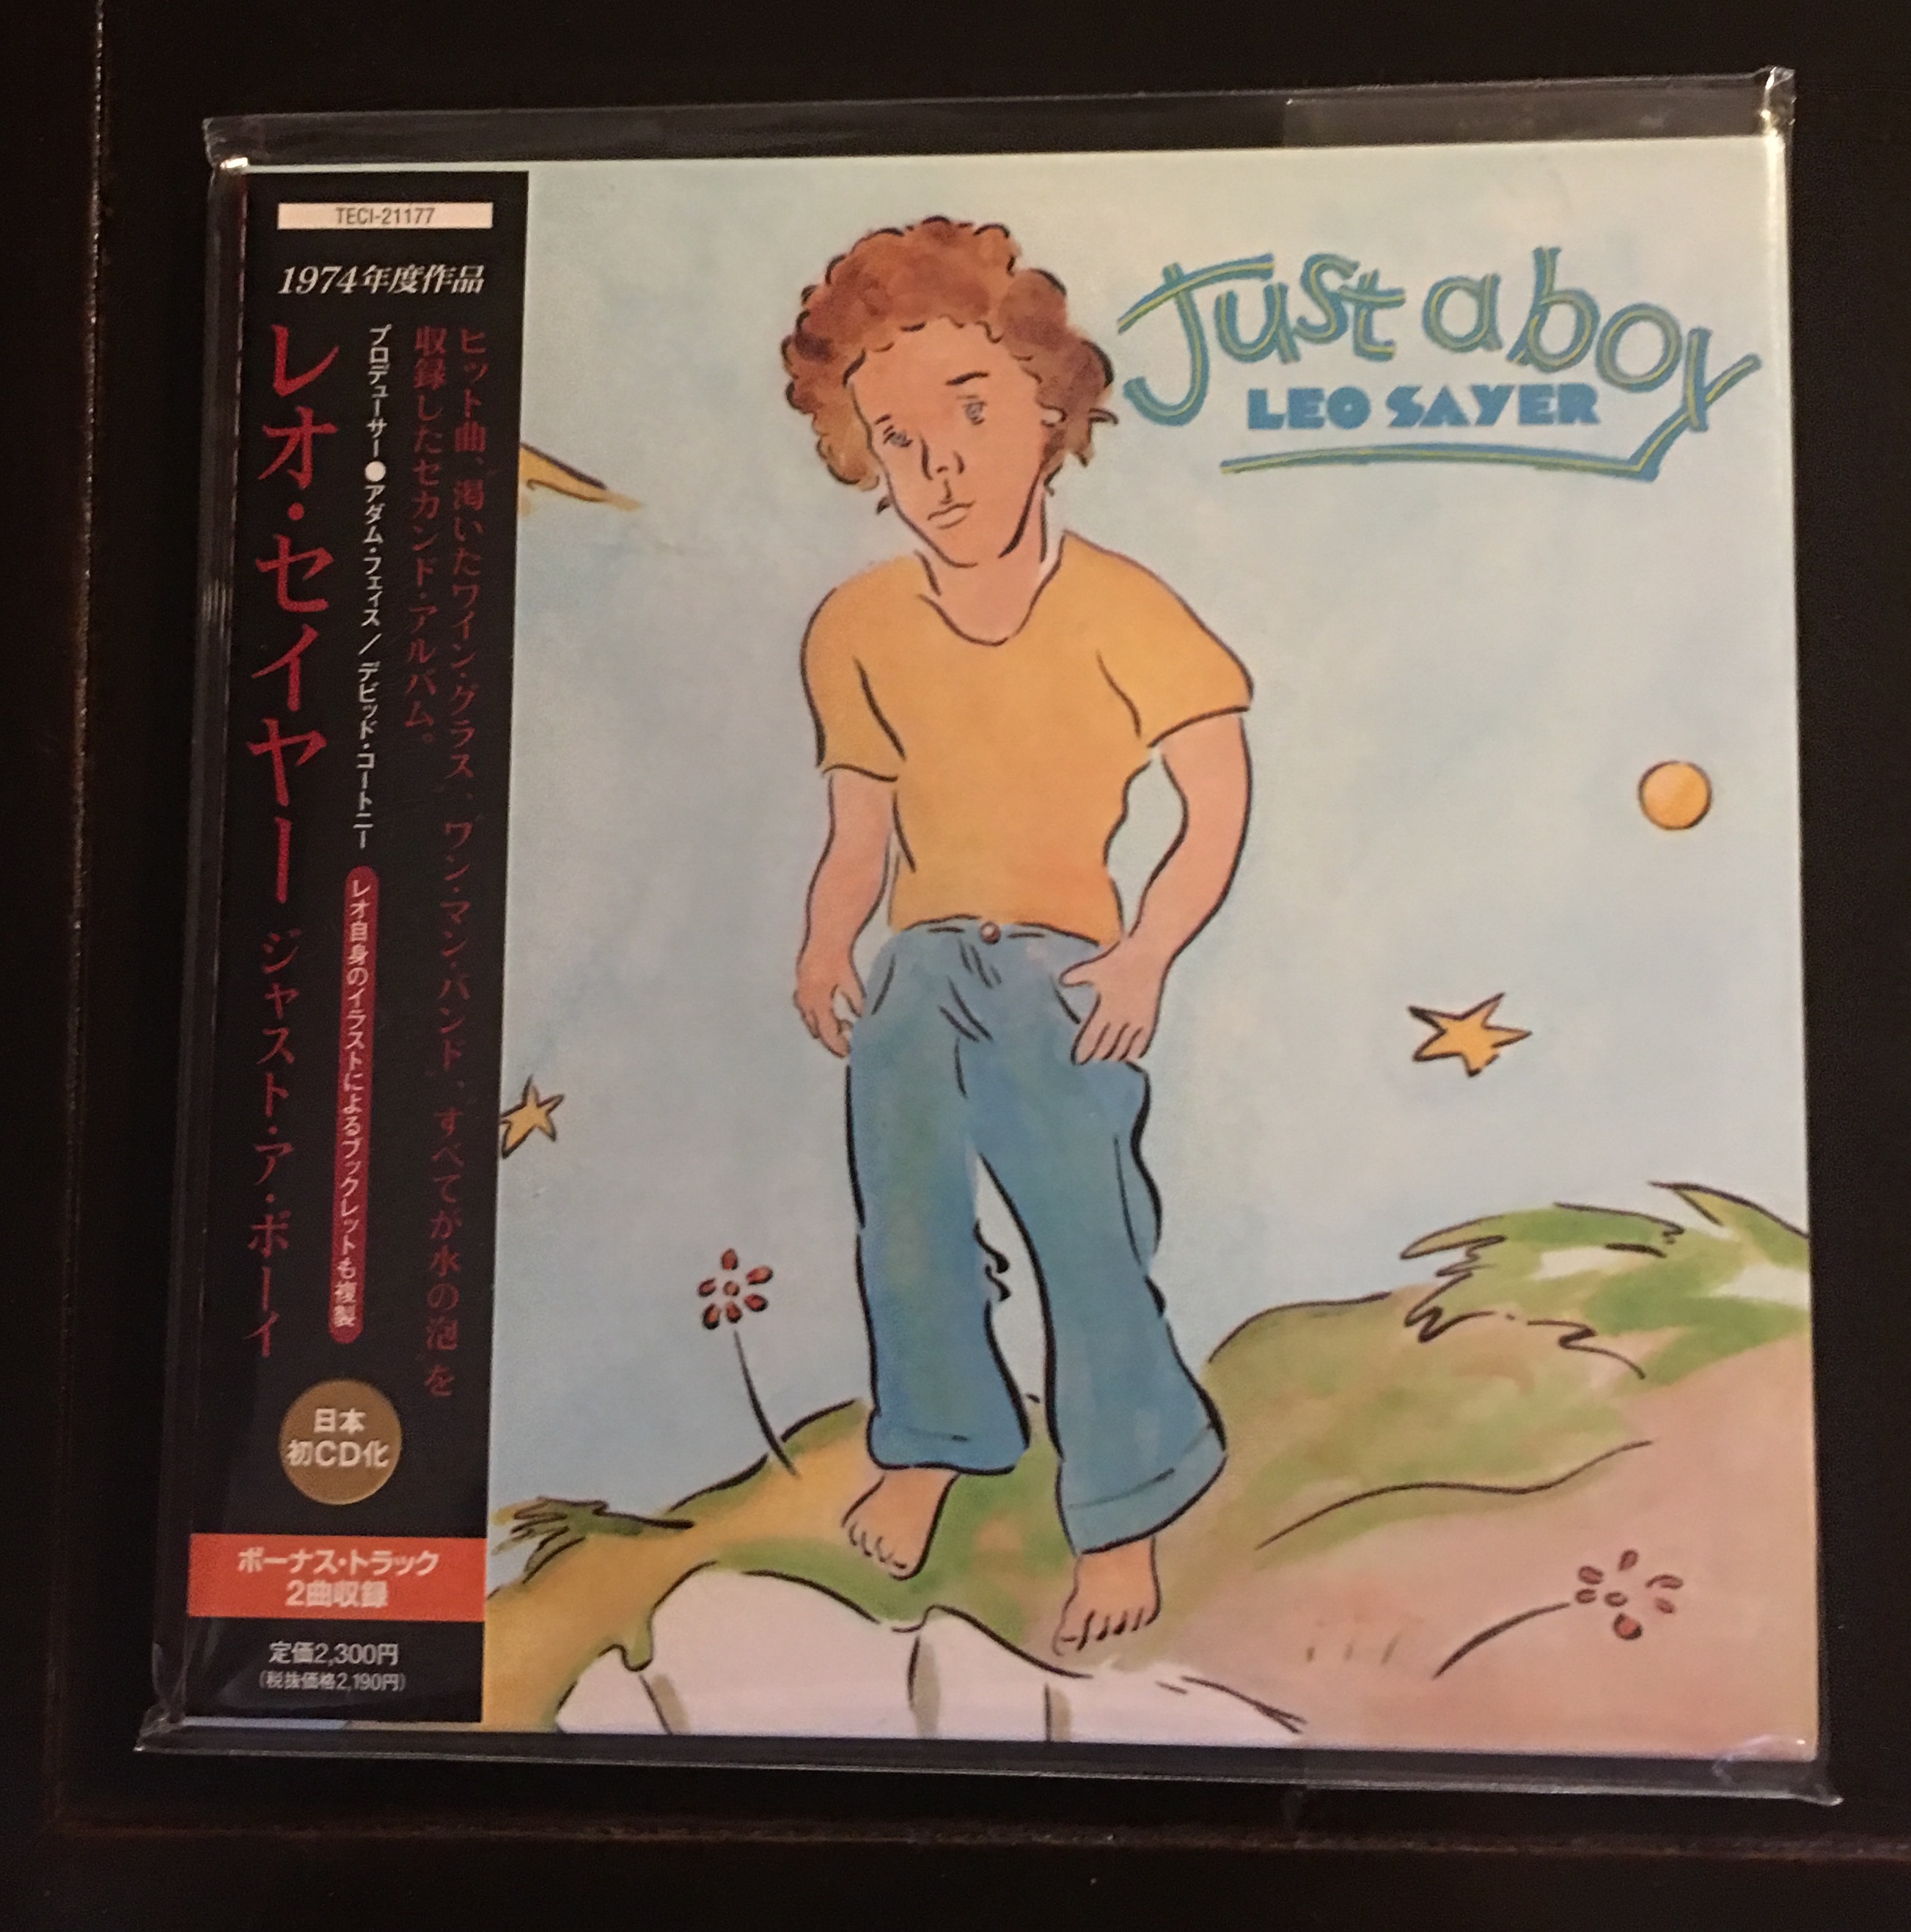 TECI-21177
1974年度作品
ヒット曲、渇いたワイン・グラス、ワン・マン・バンド、すべてが水の泡を
収録したセカンド・アルバム。
プロデューサー●アダム・フェイス/デビッド・コートニー
レオ自身のイラストによるブックレットも複製
レオ・セイヤー ジャスト・ア・ボーイ
日本
初CD化
ボーナス・トラック
2曲収録
定価2,300円
(税抜価格2,190円)
Just a boy
LEO SAYER